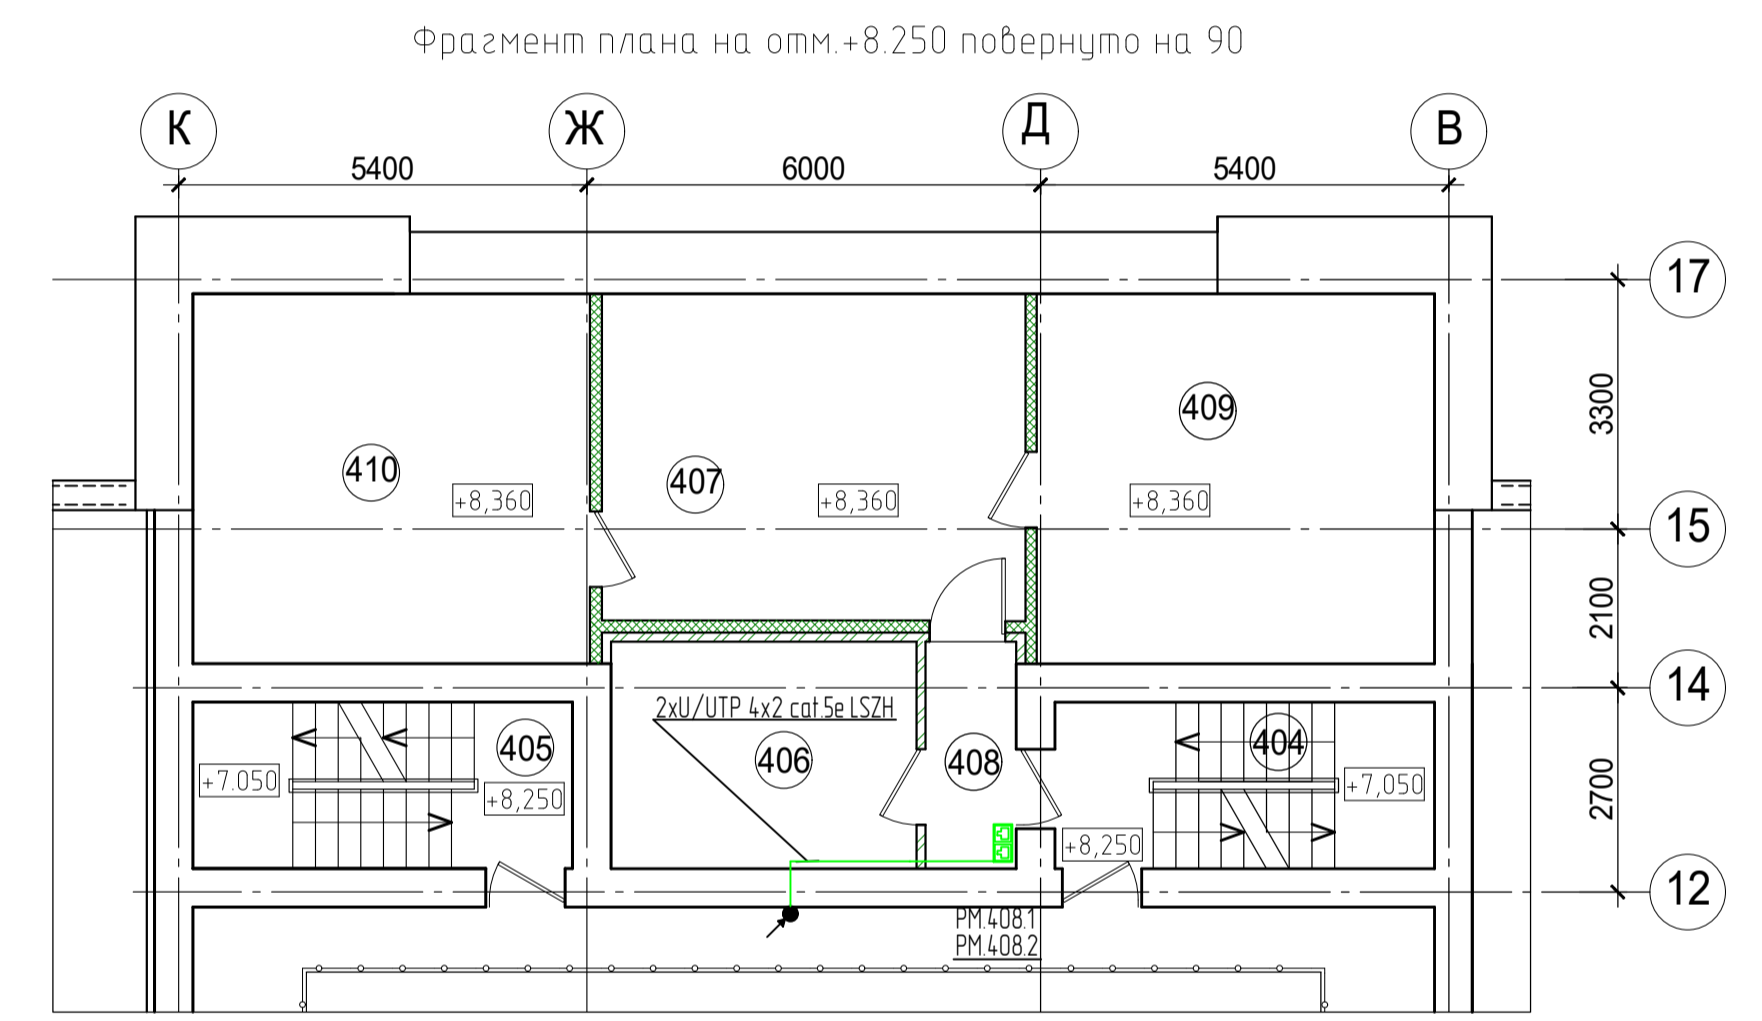 Фрагмент плана на отм.+8.250 повернуто на 90
К Ж Д В
5400 6000 5400
17
3300
409
410 407
+8,360 +8,360 +8,360
15
2100
14
2xU/UTP 4x2 cat.5e LSZH
405 406 408 404
+7.050 +8,250 +7,050
2700
+8,250
12
РМ.408.1
РМ.408.2